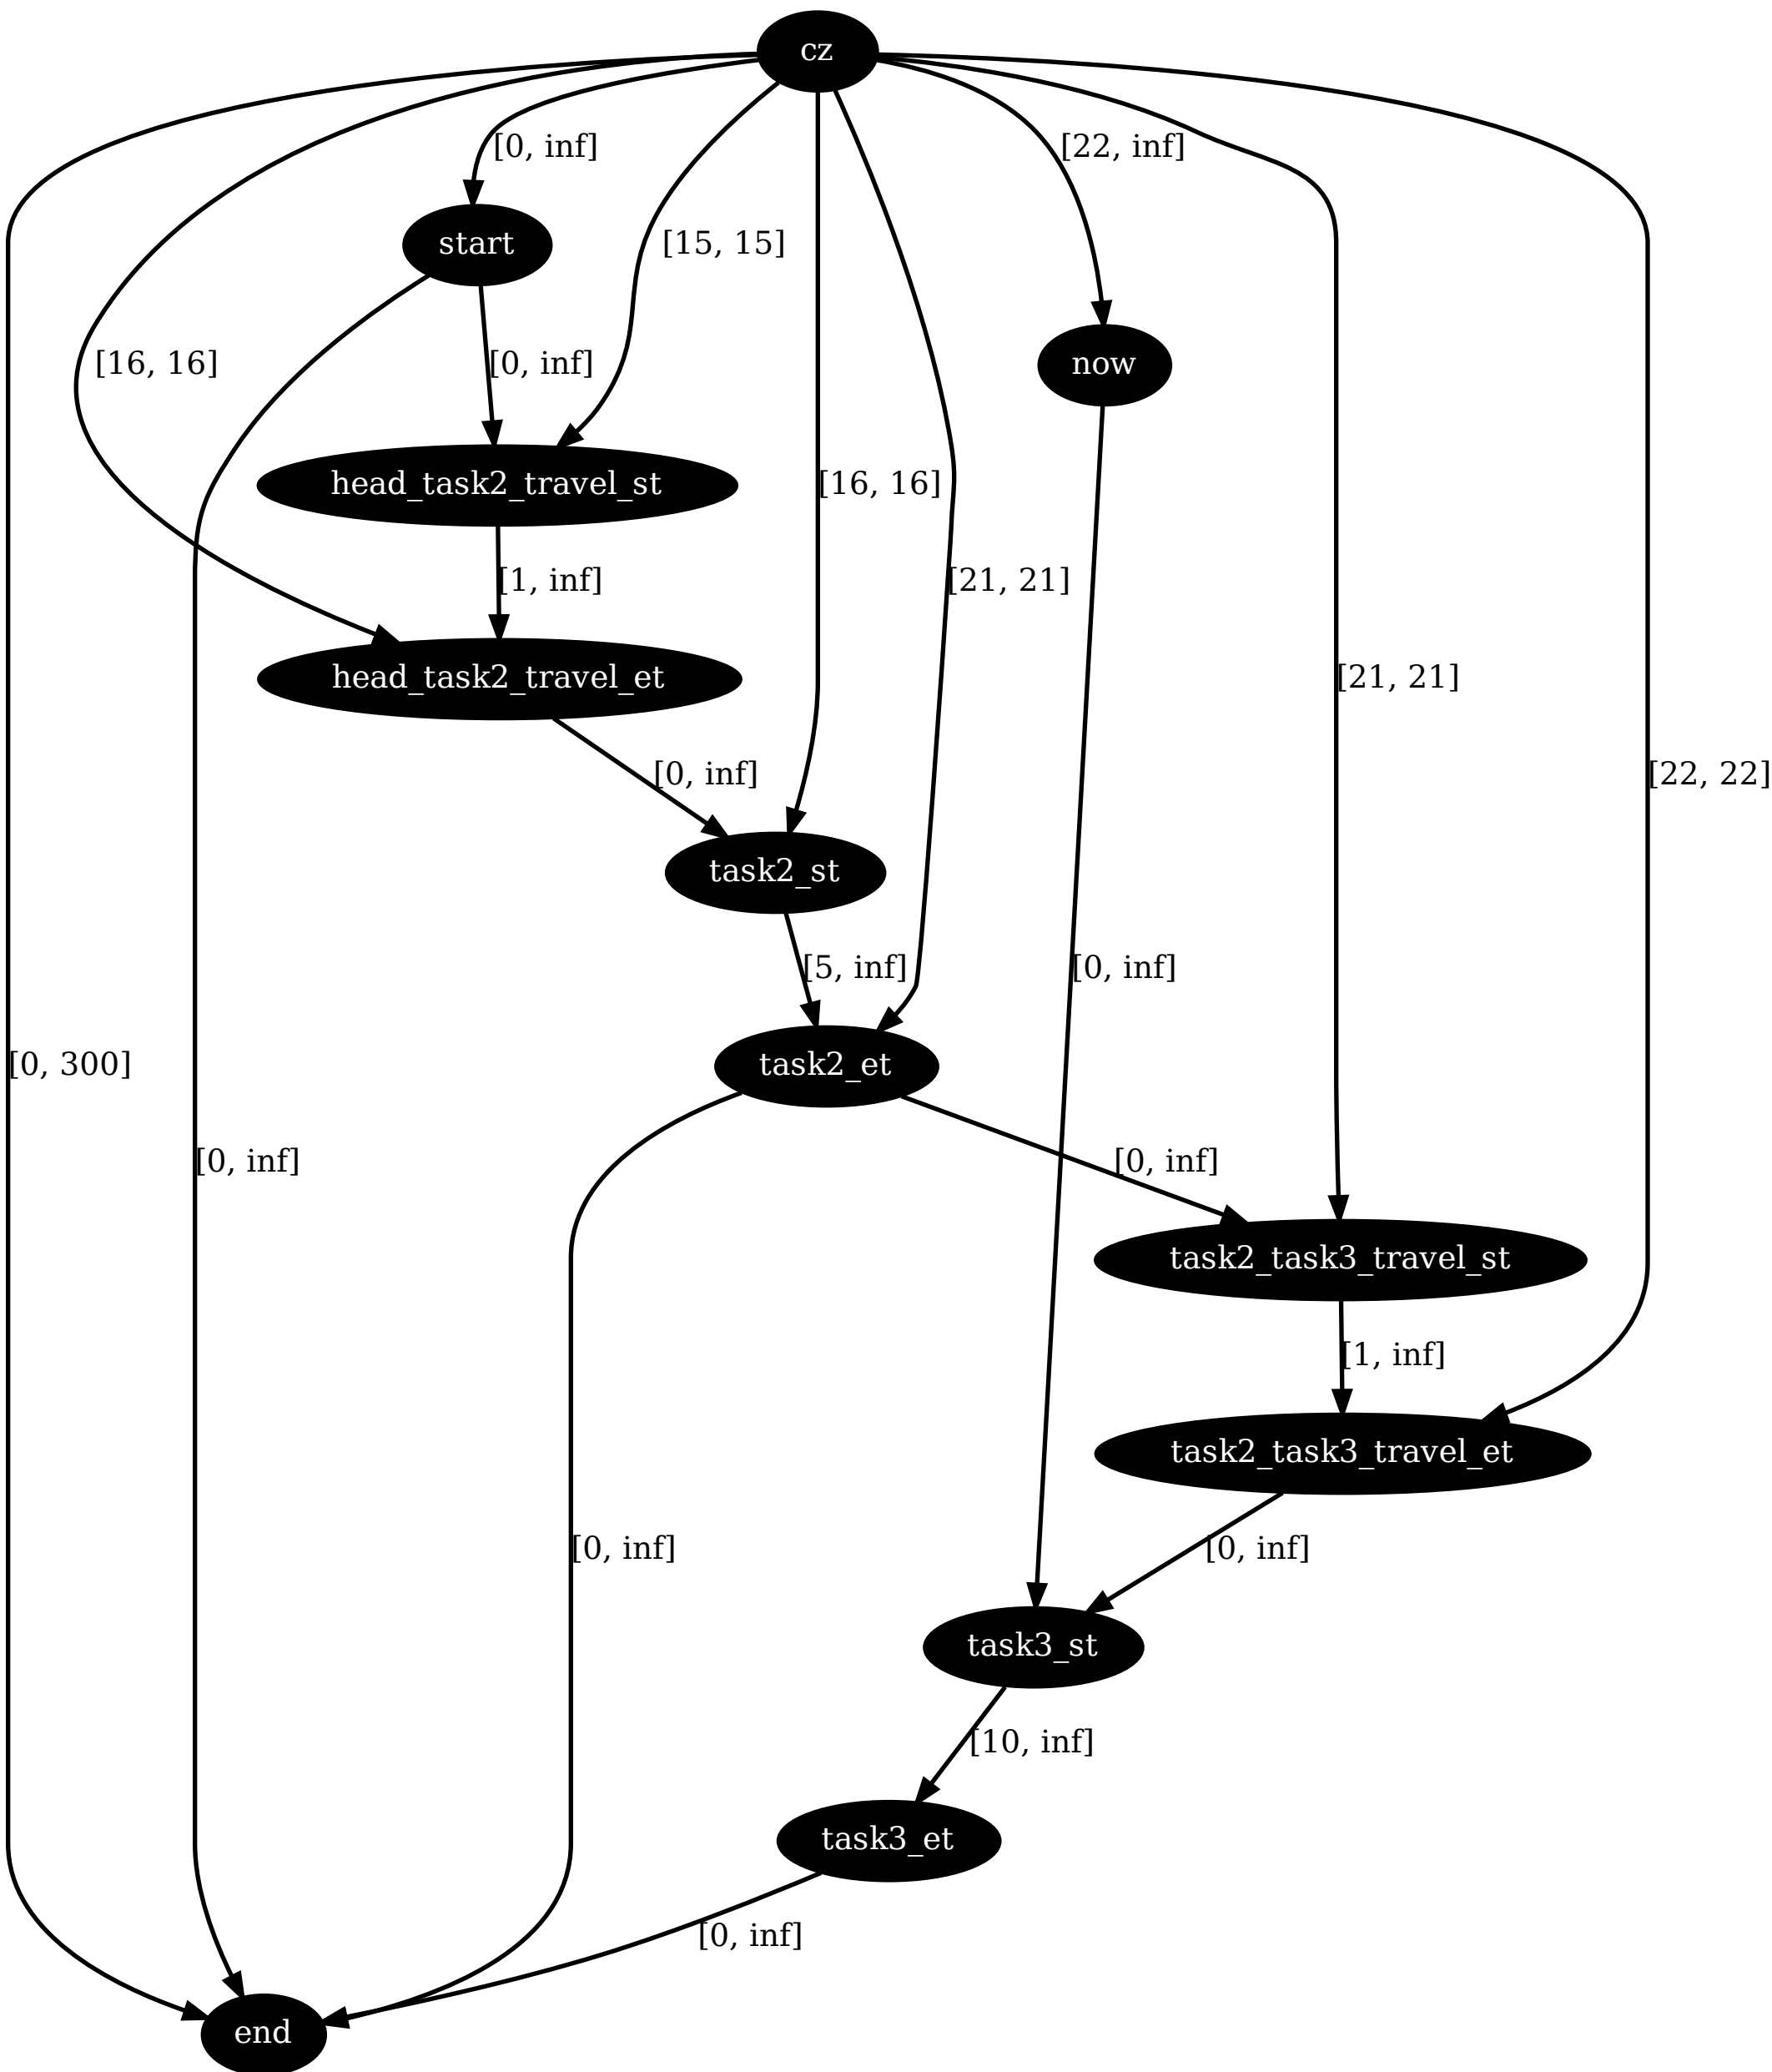 cz
[0, inf]
[22, inf]
start
[15, 15]
[16, 16]
[0, inf]
now
head_task2_travel_st
[16, 16]
[1, inf]
[21, 21]
head_task2_travel_et
[21, 21]
[0, inf]
[22, 22]
task2_st
[5, inf]
[0, inf]
[0, 300]
task2_et
[0, inf]
[0, inf]
task2_task3_travel_st
[1, inf]
task2_task3_travel_et
[0, inf]
[0, inf]
task3_st
[10, inf]
task3_et
[0, inf]
end